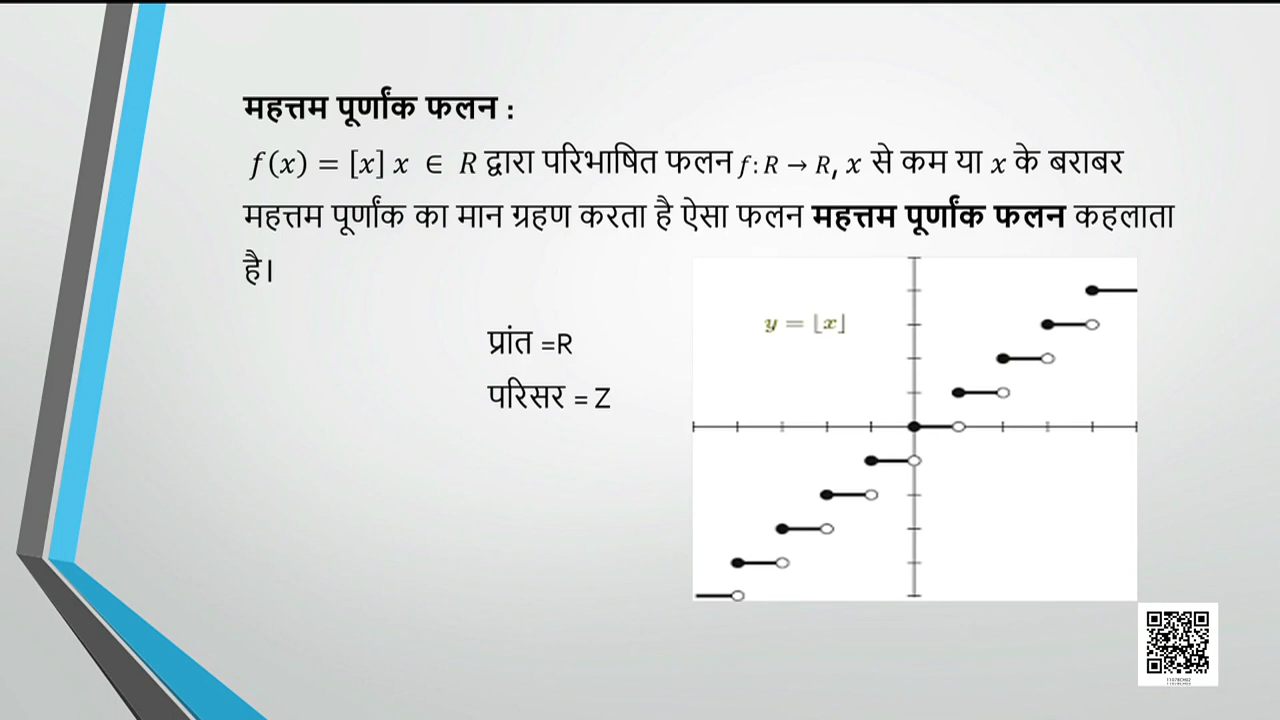 महत्तम पूर्णांक फलन :
f(x) = [x] x ∈ R द्वारा परिभाषित फलन f: R → R, x से कम या x के बराबर
महत्तम पूर्णांक का मान ग्रहण करता है ऐसा फलन महत्तम पूर्णांक फलन कहलाता
है।
y = ⌊x⌋
प्रांत =R
परिसर = Z